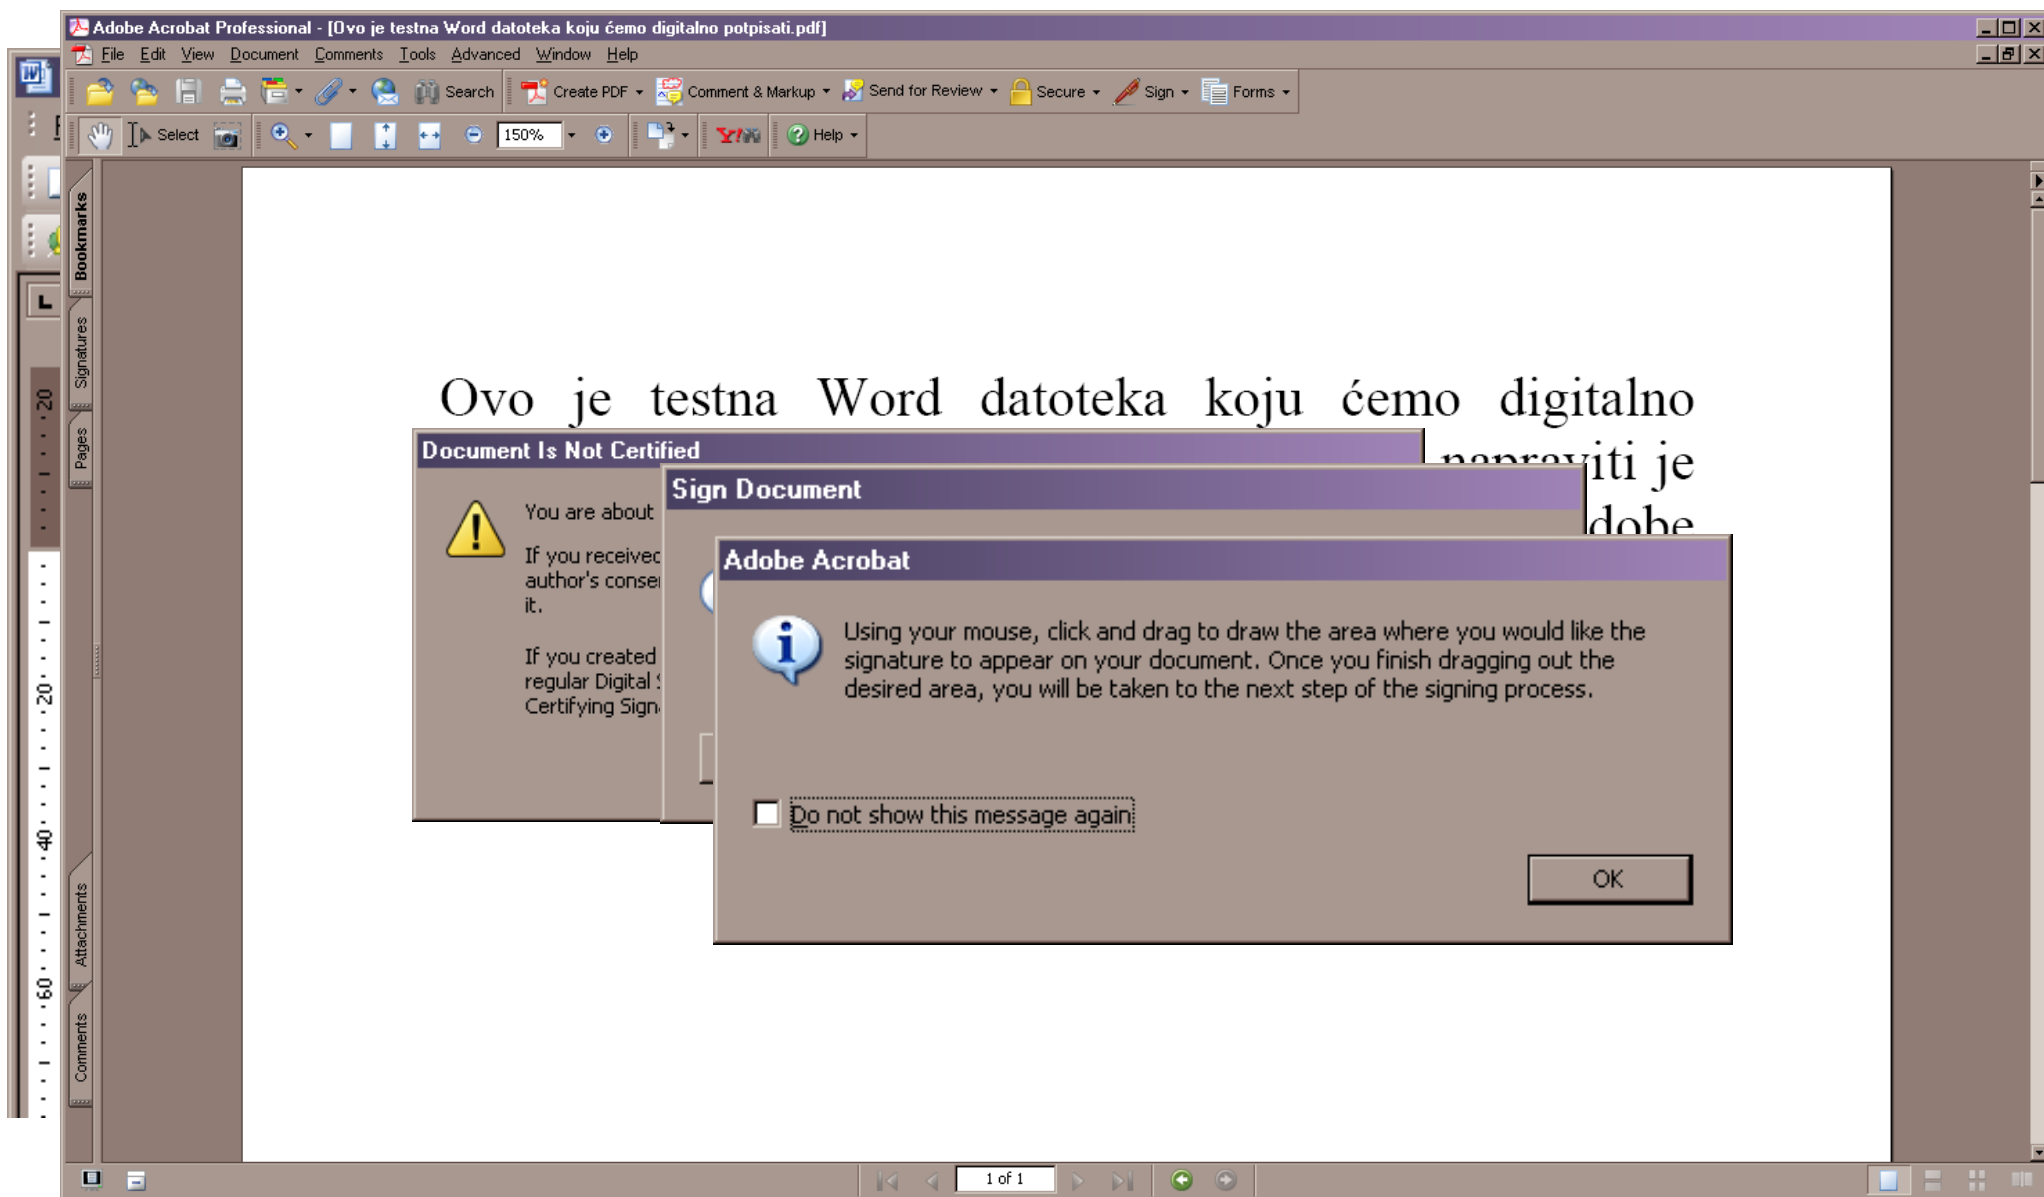 Adobe Acrobat Professional - [Ovo je testna Word datoteka koju ćemo digitalno potpisati.pdf]
File Edit View Document Comments Tools Advanced Window Help
Search Create PDF Comment & Markup Send for Review Secure Sign Forms
Select 150% Y! Help
Bookmarks
Signatures
Pages
Attachments
Comments
20
20
40
60
Ovo je testna Word datoteka koju ćemo digitalno
napraviti je
dobe
Document Is Not Certified
You are about
If you received
author's conse
it.
If you created
regular Digital
Certifying Sign
Sign Document
Adobe Acrobat
Using your mouse, click and drag to draw the area where you would like the
signature to appear on your document. Once you finish dragging out the
desired area, you will be taken to the next step of the signing process.
Do not show this message again
OK
1 of 1